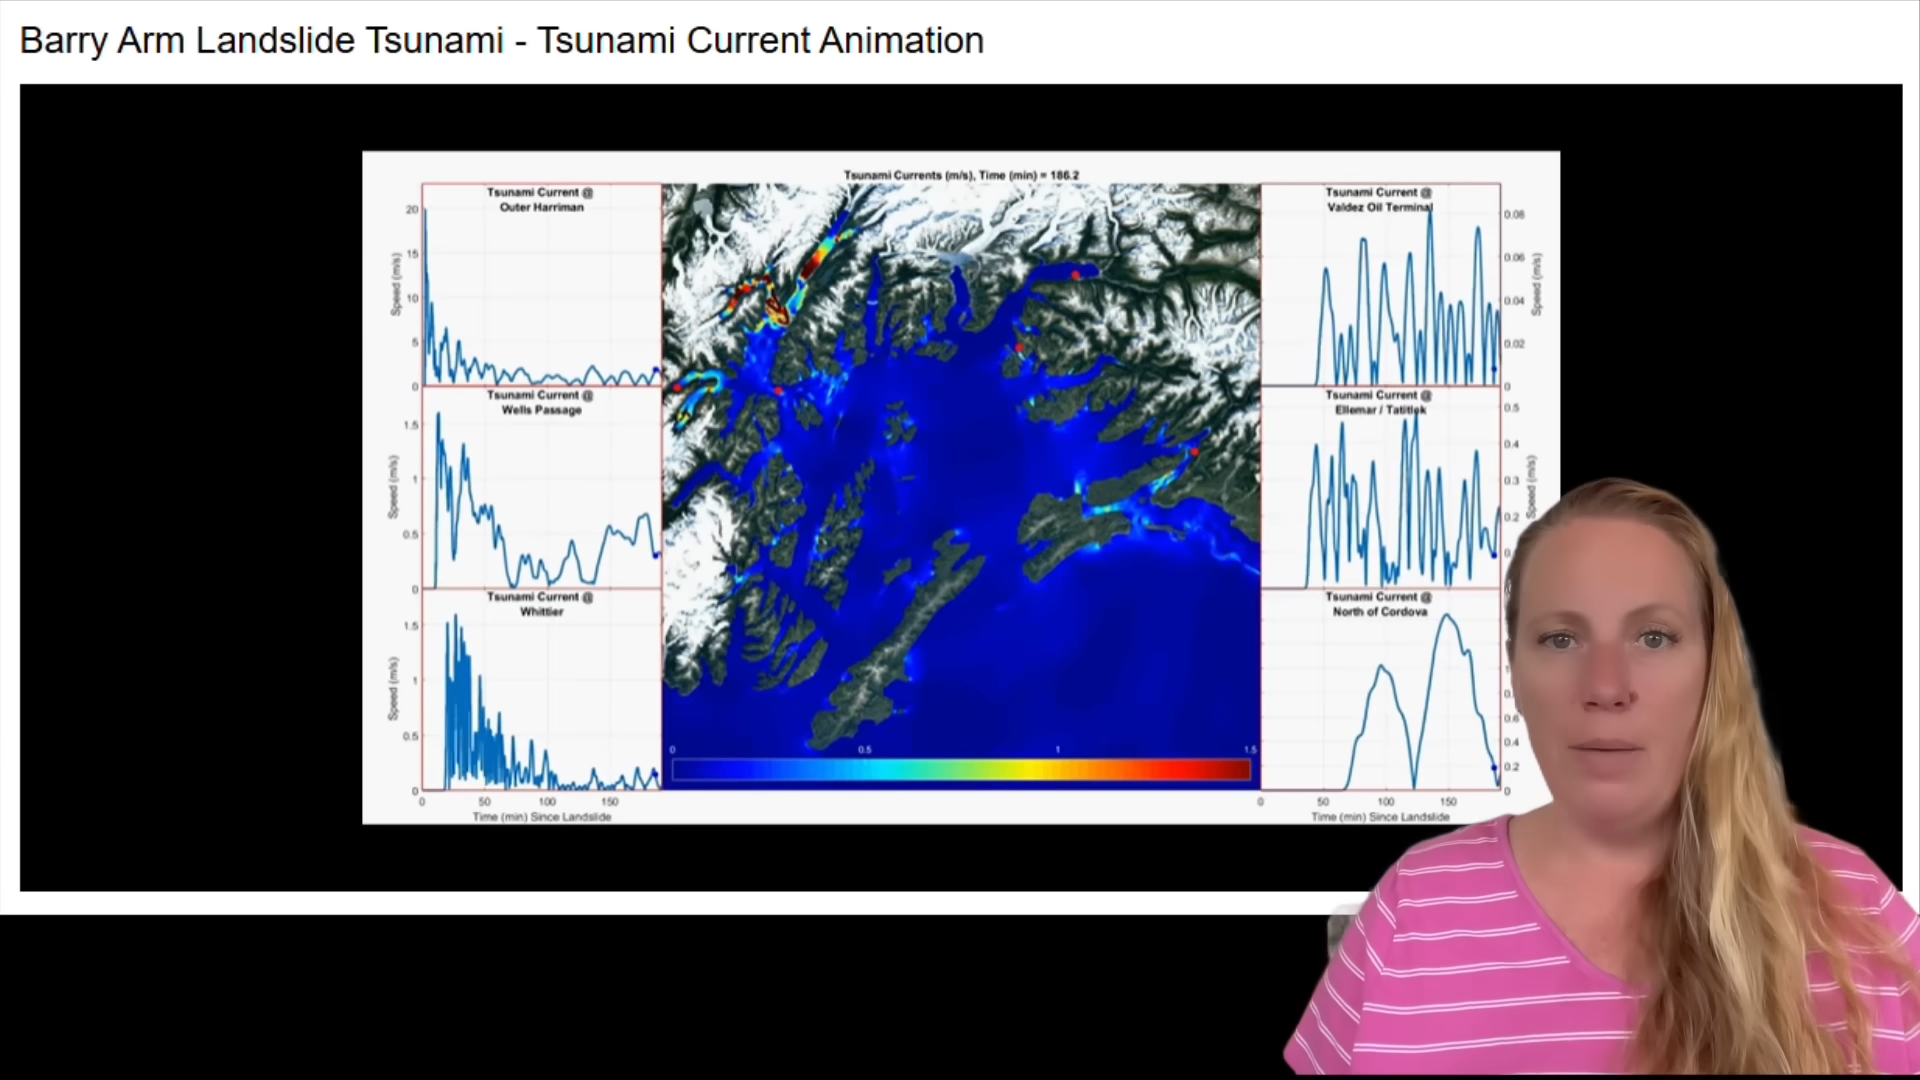 Barry Arm Landslide Tsunami - Tsunami Current Animation
Tsunami Currents (m/s), Time (min) = 186.2
Tsunami Current @
Outer Harriman
Speed (m/s)
20
15
10
5
0
Tsunami Current @
Wells Passage
Speed (m/s)
1.5
1
0.5
0
Tsunami Current @
Whittier
Speed (m/s)
1.5
1
0.5
0
0 50 100 150
Time (min) Since Landslide
0 0.5 1 1.5
Tsunami Current @
Valdez Oil Terminal
Speed (m/s)
0.08
0.06
0.04
0.02
0
Tsunami Current @
Ellemar / Tatitlek
Speed (m/s)
0.5
0.4
0.3
0.2
Tsunami Current @
North of Cordova
0.6
0.4
0.2
0
0 50 100 150
Time (min) Since Landslide